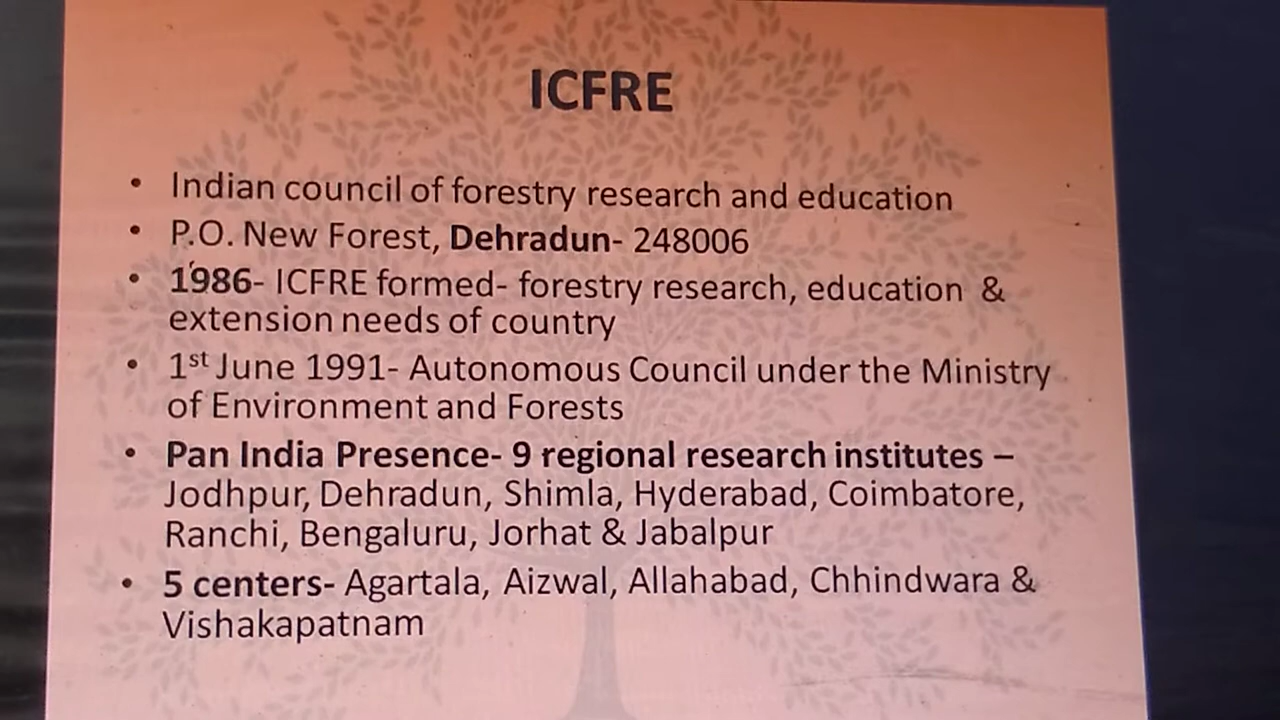 ICFRE
• Indian council of forestry research and education
• P.O. New Forest, Dehradun- 248006
• 1986- ICFRE formed- forestry research, education &
extension needs of country
• 1st June 1991- Autonomous Council under the Ministry
of Environment and Forests
• Pan India Presence- 9 regional research institutes –
Jodhpur, Dehradun, Shimla, Hyderabad, Coimbatore,
Ranchi, Bengaluru, Jorhat & Jabalpur
• 5 centers- Agartala, Aizwal, Allahabad, Chhindwara &
Vishakapatnam